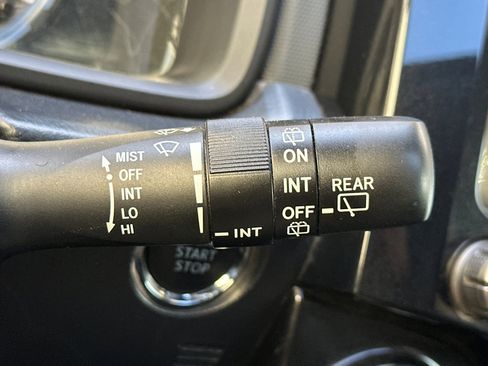 MIST
OFF
INT
LO
HI
INT
ON
INT
OFF
REAR
START
STOP